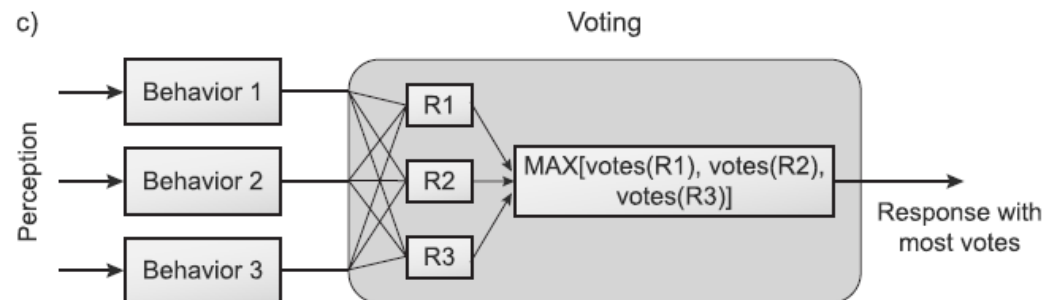 c)
Voting
Perception
Behavior 1
Behavior 2
Behavior 3
R1
R2
R3
MAX[votes(R1), votes(R2),
votes(R3)]
Response with
most votes